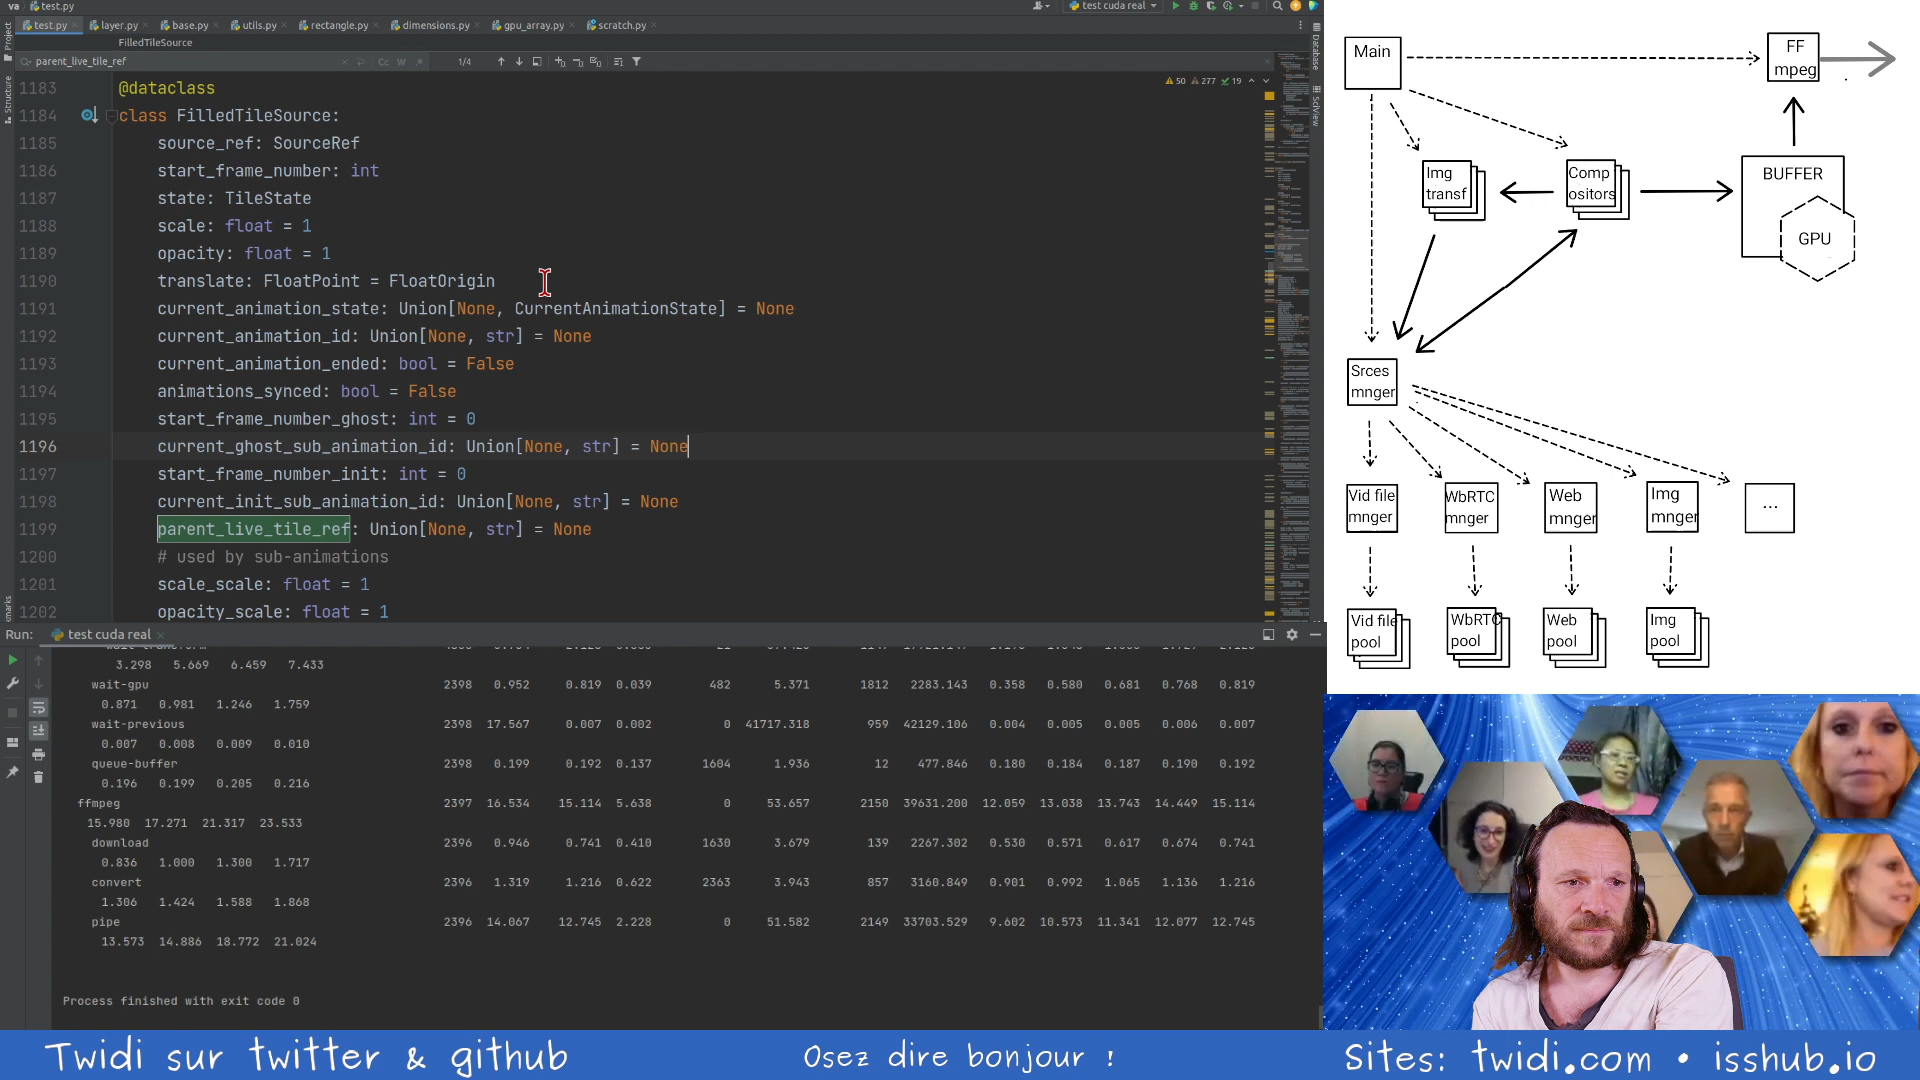 va › test.py
test cuda real
test.py layer.py base.py utils.py rectangle.py dimensions.py gpu_array.py scratch.py
FilledTileSource
parent_live_tile_ref Cc W 1/4
50 277 19
Project
Structure
Database
SciView
1183 @dataclass
1184 class FilledTileSource:
1185 source_ref: SourceRef
1186 start_frame_number: int
1187 state: TileState
1188 scale: float = 1
1189 opacity: float = 1
1190 translate: FloatPoint = FloatOrigin
1191 current_animation_state: Union[None, CurrentAnimationState] = None
1192 current_animation_id: Union[None, str] = None
1193 current_animation_ended: bool = False
1194 animations_synced: bool = False
1195 start_frame_number_ghost: int = 0
1196 current_ghost_sub_animation_id: Union[None, str] = None
1197 start_frame_number_init: int = 0
1198 current_init_sub_animation_id: Union[None, str] = None
1199 parent_live_tile_ref: Union[None, str] = None
1200 # used by sub-animations
1201 scale_scale: float = 1
1202 opacity_scale: float = 1
Run: test cuda real
3.298 5.669 6.459 7.433
wait-gpu 2398 0.952 0.819 0.039 482 5.371 1812 2283.143 0.358 0.580 0.681 0.768 0.819
0.871 0.981 1.246 1.759
wait-previous 2398 17.567 0.007 0.002 0 41717.318 959 42129.106 0.004 0.005 0.005 0.006 0.007
0.007 0.008 0.009 0.010
queue-buffer 2398 0.199 0.192 0.137 1604 1.936 12 477.846 0.180 0.184 0.187 0.190 0.192
0.196 0.199 0.205 0.216
ffmpeg 2397 16.534 15.114 5.638 0 53.657 2150 39631.200 12.059 13.038 13.743 14.449 15.114
15.980 17.271 21.317 23.533
download 2396 0.946 0.741 0.410 1630 3.679 139 2267.302 0.530 0.571 0.617 0.674 0.741
0.836 1.000 1.300 1.717
convert 2396 1.319 1.216 0.622 2363 3.943 857 3160.849 0.901 0.992 1.065 1.136 1.216
1.306 1.424 1.588 1.868
pipe 2396 14.067 12.745 2.228 0 51.582 2149 33703.529 9.602 10.573 11.341 12.077 12.745
13.573 14.886 18.772 21.024
Process finished with exit code 0
Main
FF
mpeg
Img
transf
Comp
ositors
BUFFER
GPU
Srces
mnger
Vid file
mnger
WbRTC
mnger
Web
mnger
Img
mnger
...
Vid file
pool
WbRTC
pool
Web
pool
Img
pool
Twidi sur twitter & github
Osez dire bonjour !
Sites: twidi.com • isshub.io